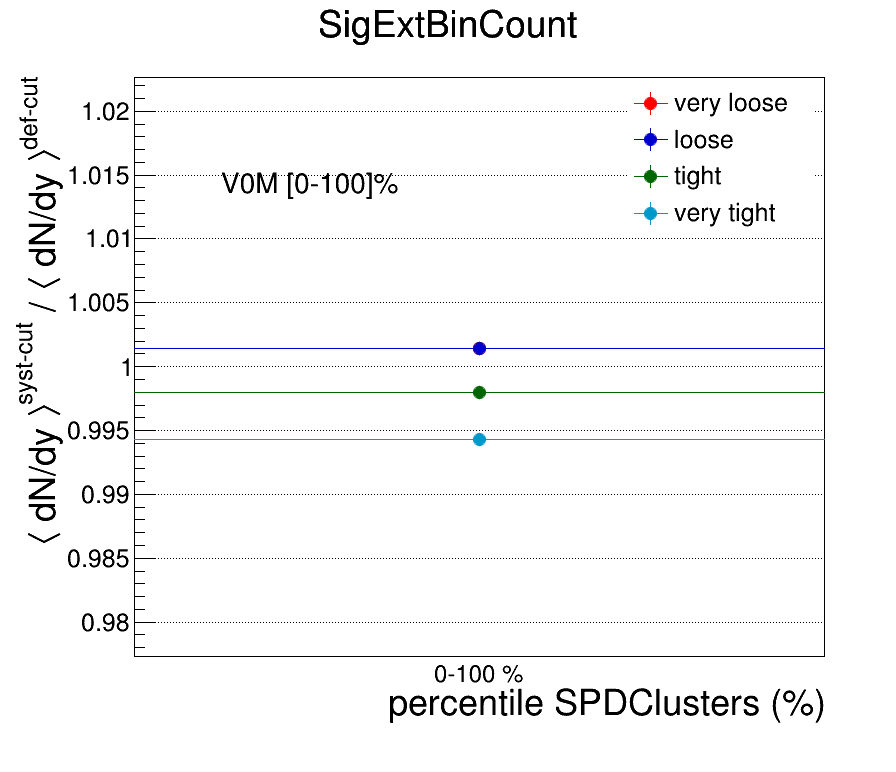 SigExtBinCount
⟨ dN/dy ⟩^syst-cut / ⟨ dN/dy ⟩^def-cut
1.02
1.015
1.01
1.005
1
0.995
0.99
0.985
0.98
V0M [0-100]%
very loose
loose
tight
very tight
0-100 %
percentile SPDClusters (%)